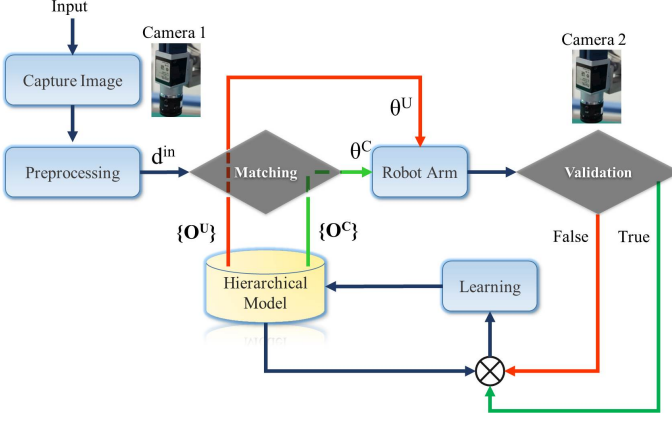 Input
Camera 1
Camera 2
Capture Image
θᵁ
Preprocessing
dⁱⁿ
Matching
θᶜ
Robot Arm
Validation
{Oᵁ}
{Oᶜ}
False
True
Hierarchical
Model
Learning